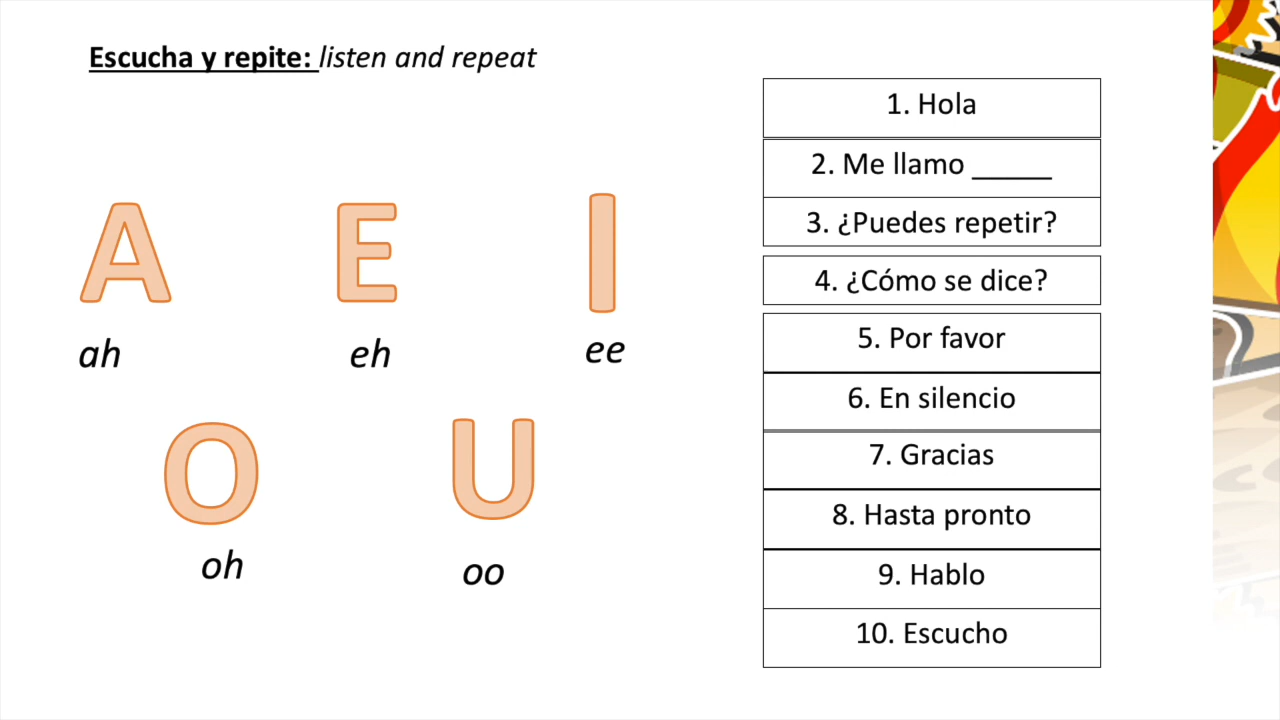 Escucha y repite: listen and repeat
A E I
ah eh ee
O U
oh oo
1. Hola
2. Me llamo _____
3. ¿Puedes repetir?
4. ¿Cómo se dice?
5. Por favor
6. En silencio
7. Gracias
8. Hasta pronto
9. Hablo
10. Escucho